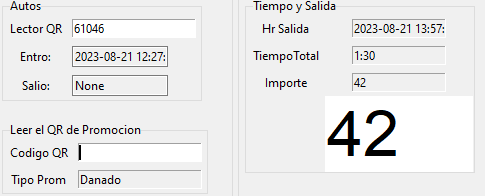 Autos
Lector QR 61046
Entro: 2023-08-21 12:27:
Salio: None
Leer el QR de Promocion
Codigo QR
Tipo Prom Danado
Tiempo y Salida
Hr Salida 2023-08-21 13:57:
TiempoTotal 1:30
Importe 42
42